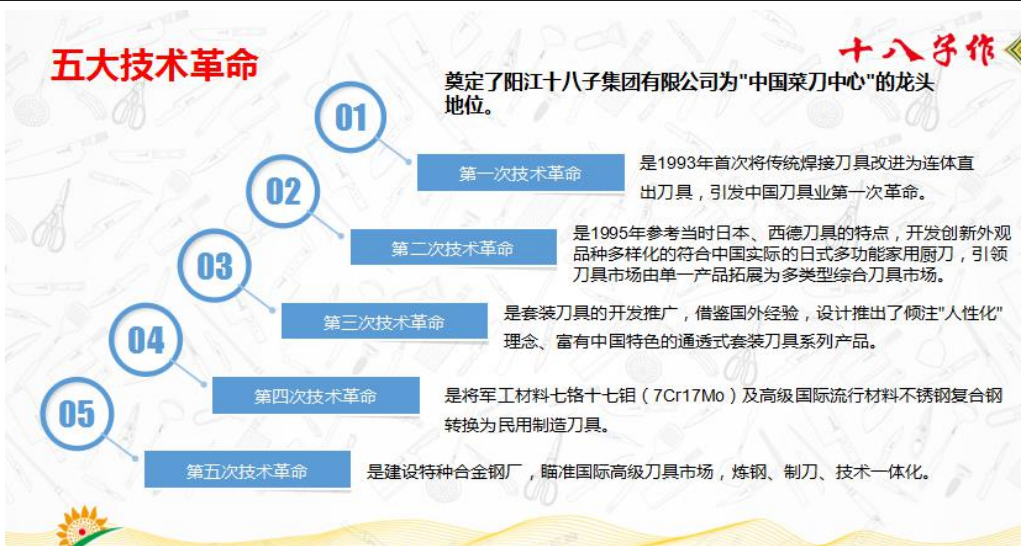 五大技术革命
十八子作
奠定了阳江十八子集团有限公司为"中国菜刀中心"的龙头
地位。
01
第一次技术革命
是1993年首次将传统焊接刀具改进为连体直
出刀具，引发中国刀具业第一次革命。
02
第二次技术革命
是1995年参考当时日本、西德刀具的特点，开发创新外观
品种多样化的符合中国实际的日式多功能家用厨刀，引领
刀具市场由单一产品拓展为多类型综合刀具市场。
03
第三次技术革命
是套装刀具的开发推广，借鉴国外经验，设计推出了倾注"人性化"
理念、富有中国特色的通透式套装刀具系列产品。
04
第四次技术革命
是将军工材料七铬十七钼（7Cr17Mo）及高级国际流行材料不锈钢复合钢
转换为民用制造刀具。
05
第五次技术革命
是建设特种合金钢厂，瞄准国际高级刀具市场，炼钢、制刀、技术一体化。